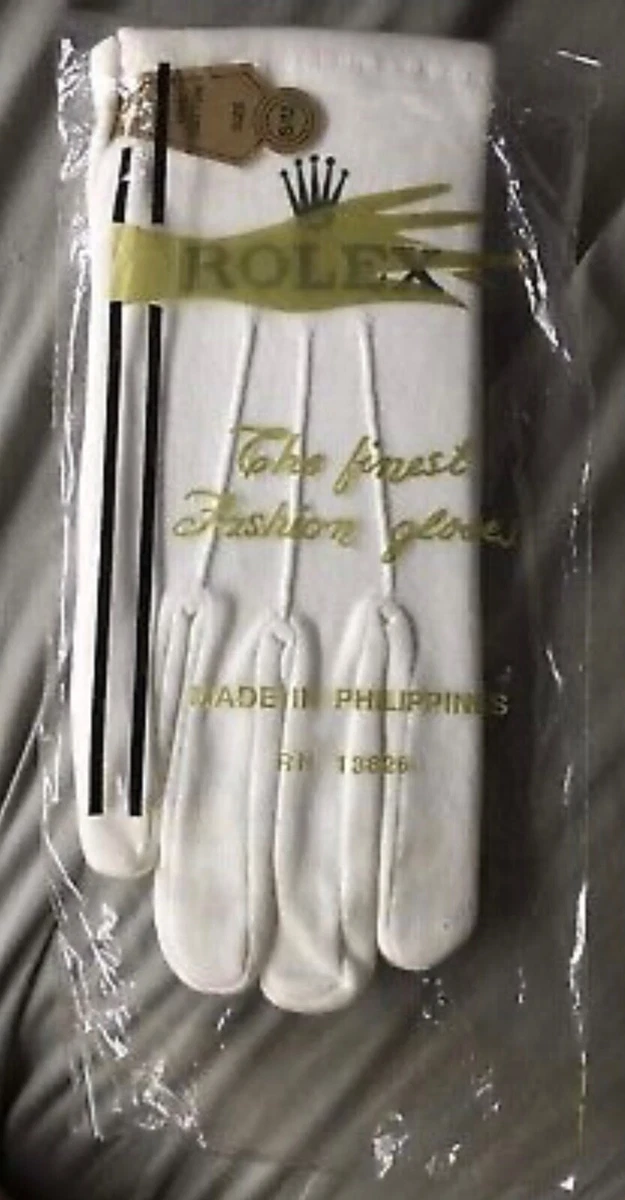 ROLEX
The finest
Fashion gloves
MADE IN PHILIPPINES
RN 13826